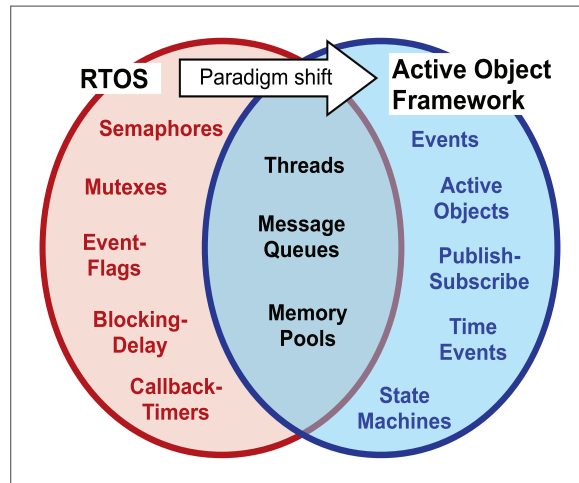 RTOS
Paradigm shift
Active Object
Framework
Semaphores
Mutexes
Event-
Flags
Blocking-
Delay
Callback-
Timers
Threads
Message
Queues
Memory
Pools
Events
Active
Objects
Publish-
Subscribe
Time
Events
State
Machines